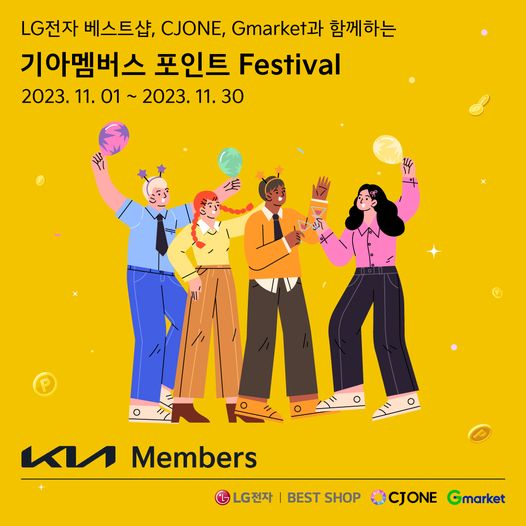 LG전자 베스트샵, CJONE, Gmarket과 함께하는
기아멤버스 포인트 Festival
2023. 11. 01 ~ 2023. 11. 30
P
P
KIA Members
LG전자 | BEST SHOP CJONE Gmarket